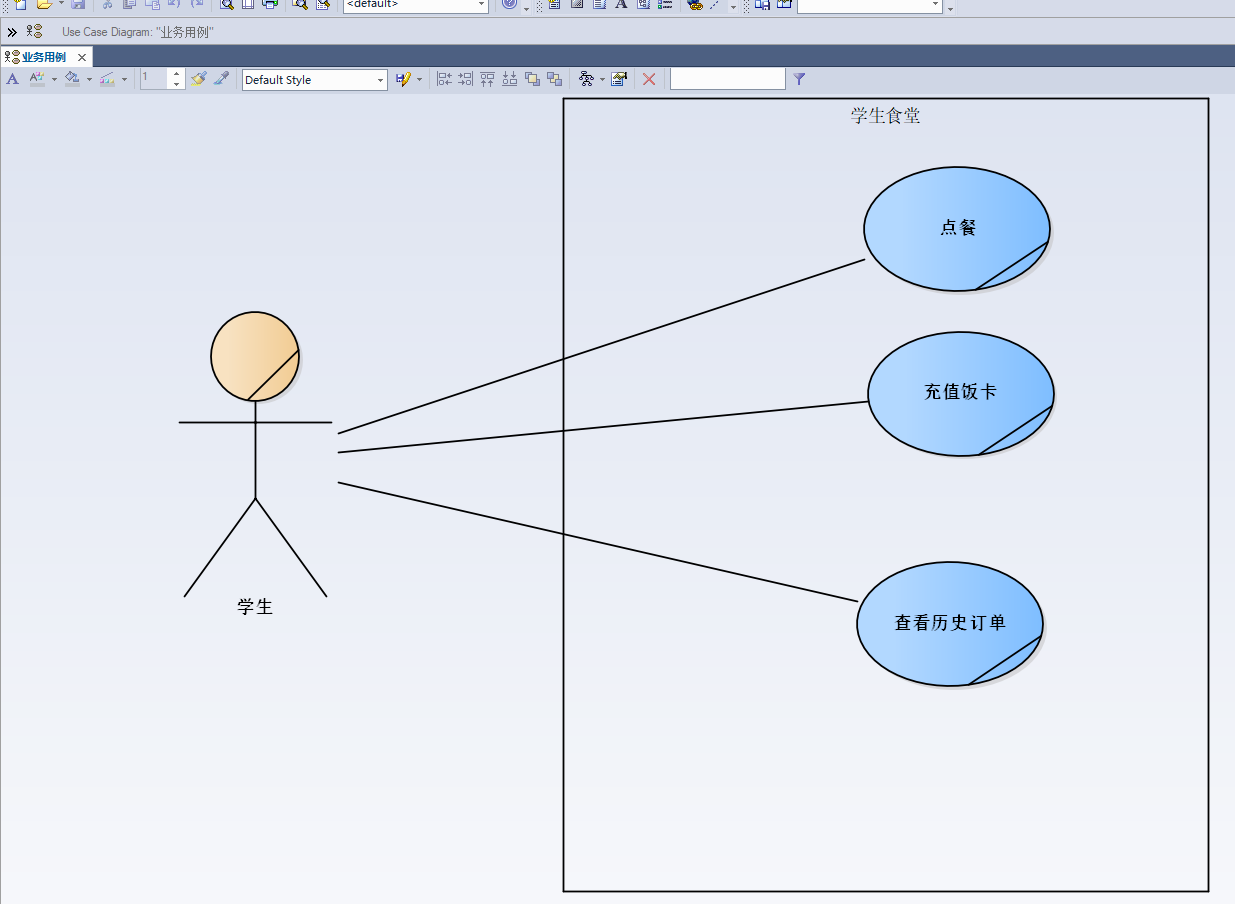 <default>
Use Case Diagram: "业务用例"
业务用例
1
Default Style
学生食堂
点餐
充值饭卡
学生
查看历史订单